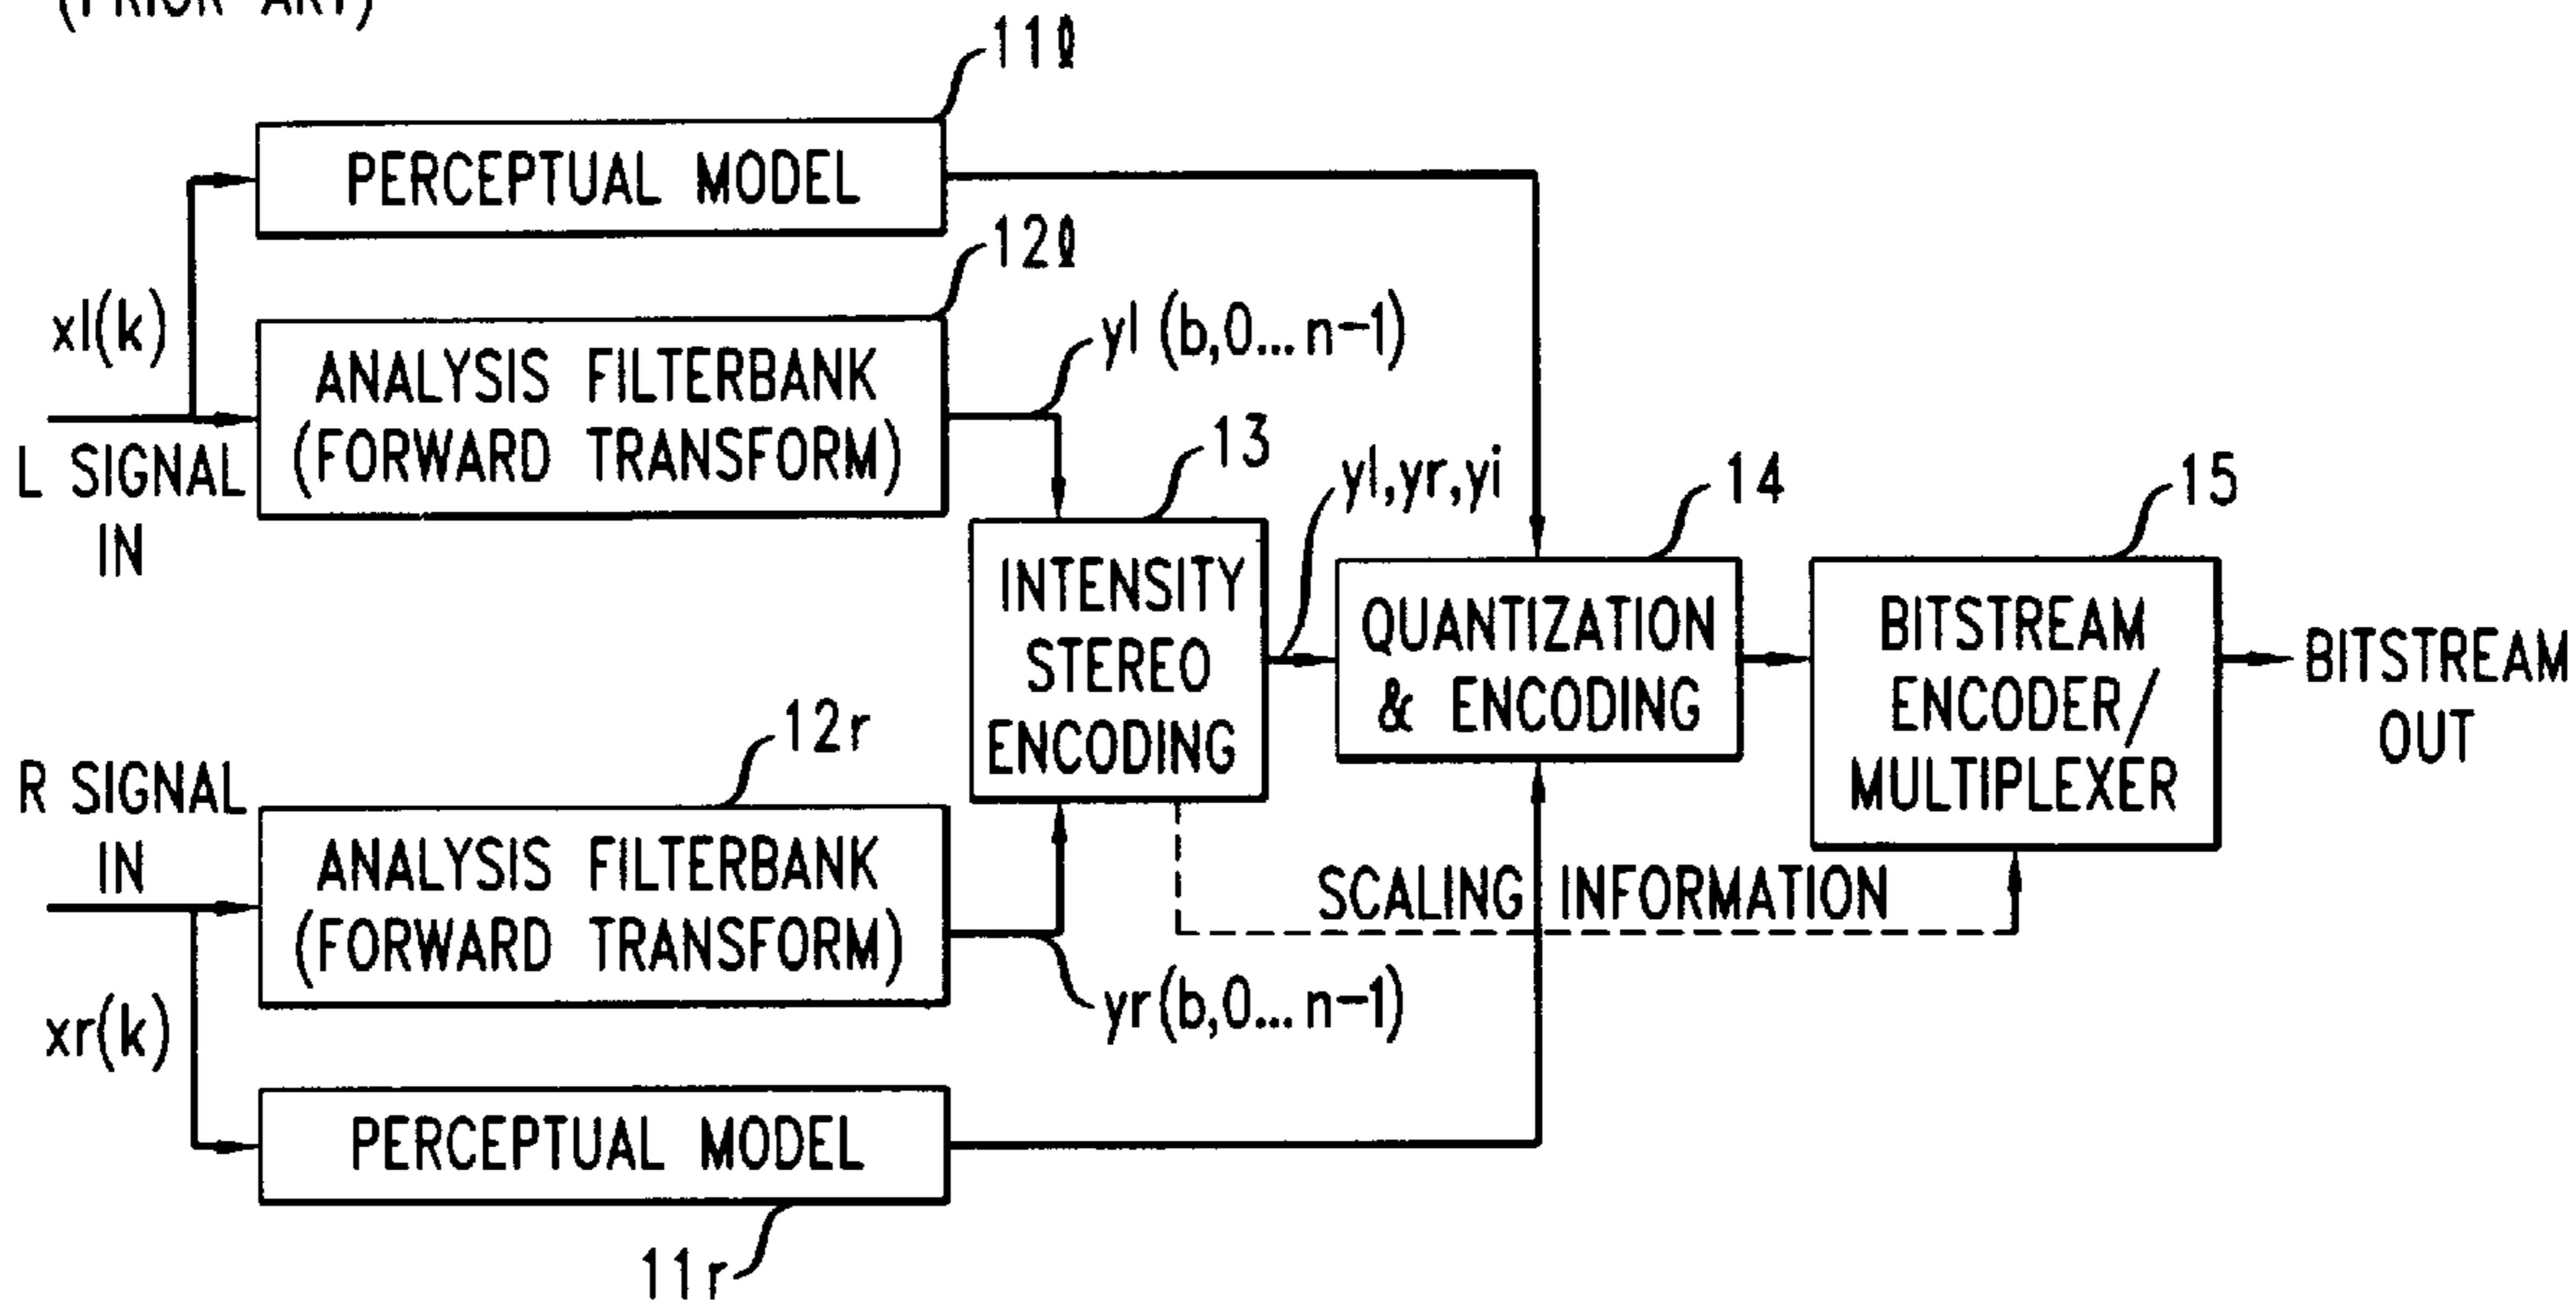 (PRIOR ART)
11ℓ
PERCEPTUAL MODEL
12ℓ
xl(k)
ANALYSIS FILTERBANK
(FORWARD TRANSFORM)
yl (b,0...n-1)
L SIGNAL
IN
13
yl,yr,yi
14
15
INTENSITY
STEREO
ENCODING
QUANTIZATION
& ENCODING
BITSTREAM
ENCODER/
MULTIPLEXER
BITSTREAM
OUT
12r
R SIGNAL
IN
ANALYSIS FILTERBANK
(FORWARD TRANSFORM)
SCALING INFORMATION
yr(b,0...n-1)
xr(k)
PERCEPTUAL MODEL
11r